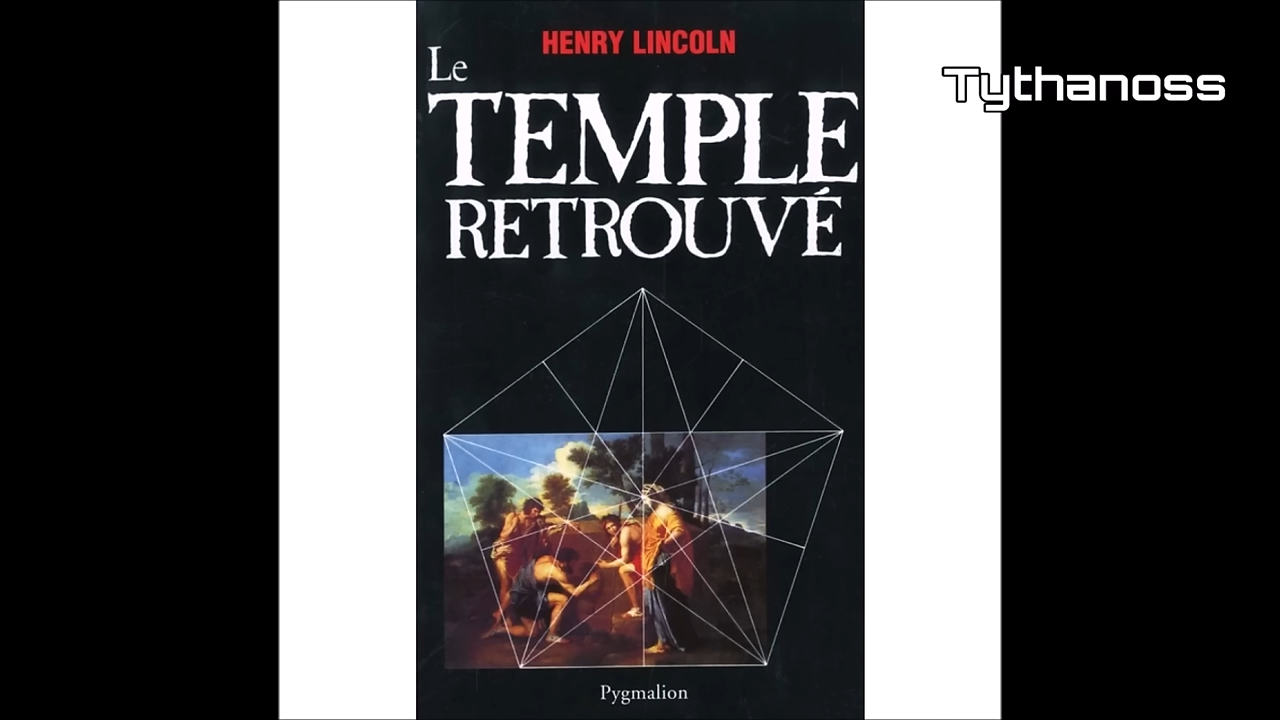 HENRY LINCOLN
Le
TEMPLE
RETROUVÉ
Pygmalion
Tythanoss